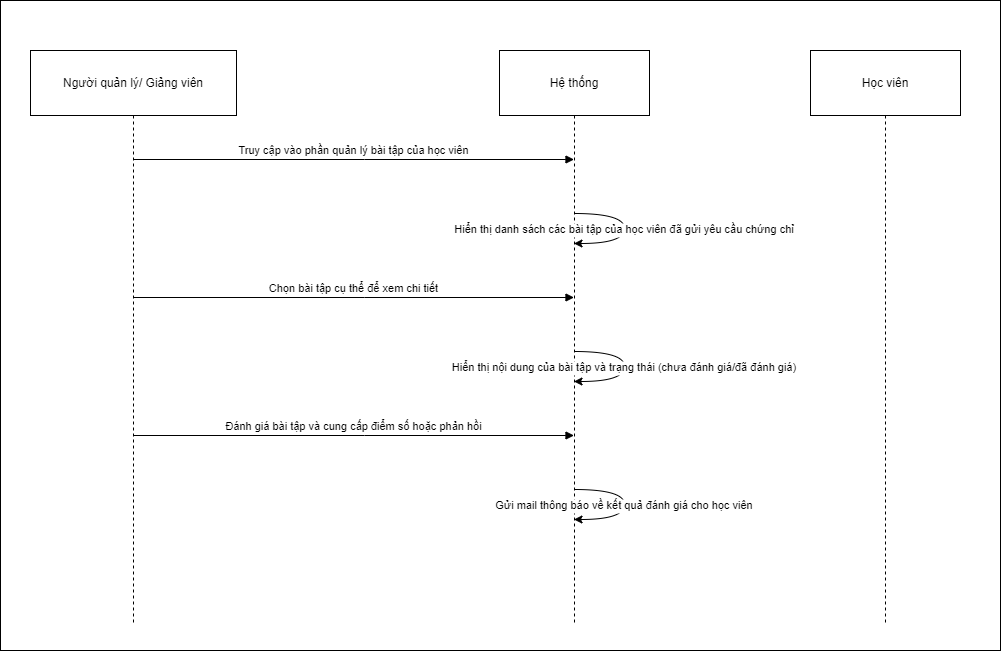 Người quản lý/ Giảng viên
Hệ thống
Học viên
Truy cập vào phần quản lý bài tập của học viên
Hiển thị danh sách các bài tập của học viên đã gửi yêu cầu chứng chỉ
Chọn bài tập cụ thể để xem chi tiết
Hiển thị nội dung của bài tập và trạng thái (chưa đánh giá/đã đánh giá)
Đánh giá bài tập và cung cấp điểm số hoặc phản hồi
Gửi mail thông báo về kết quả đánh giá cho học viên